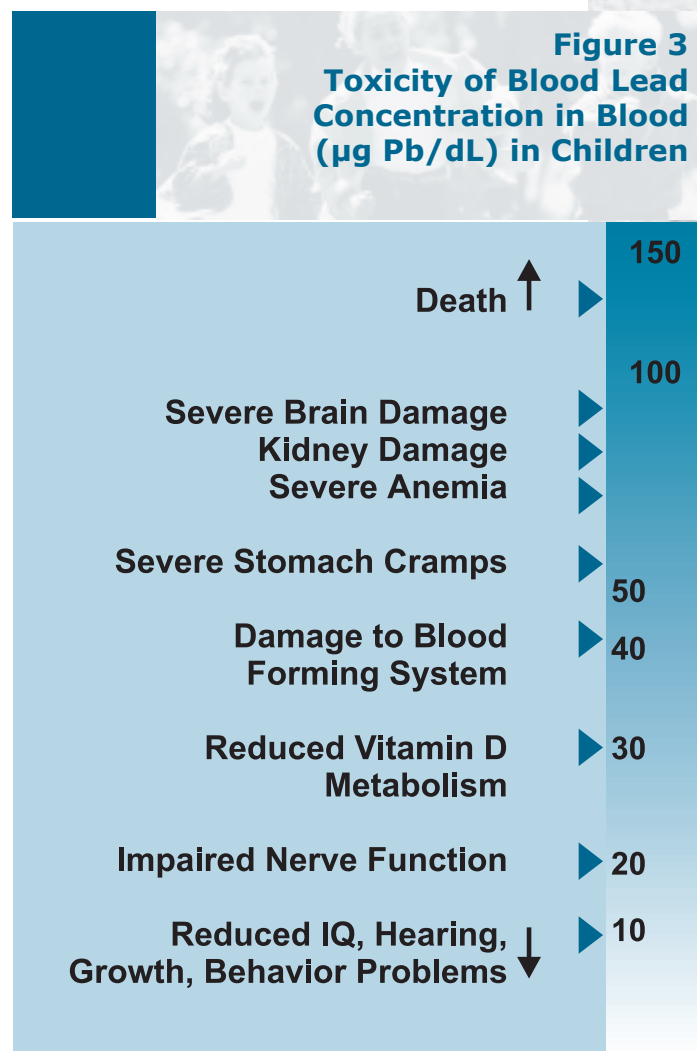 Figure 3
Toxicity of Blood Lead
Concentration in Blood
(µg Pb/dL) in Children
150
Death
100
Severe Brain Damage
Kidney Damage
Severe Anemia
Severe Stomach Cramps
50
Damage to Blood
Forming System
40
Reduced Vitamin D
Metabolism
30
Impaired Nerve Function
20
Reduced IQ, Hearing,
Growth, Behavior Problems
10